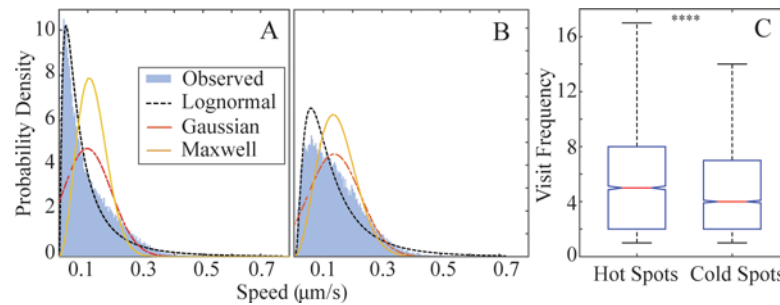 A
B
C
Probability Density
10
8
6
4
2
0
Observed
Lognormal
Gaussian
Maxwell
0.1 0.3 0.5 0.7
0.1 0.3 0.5 0.7
Speed (μm/s)
Visit Frequency
16
12
8
4
0
****
Hot Spots Cold Spots